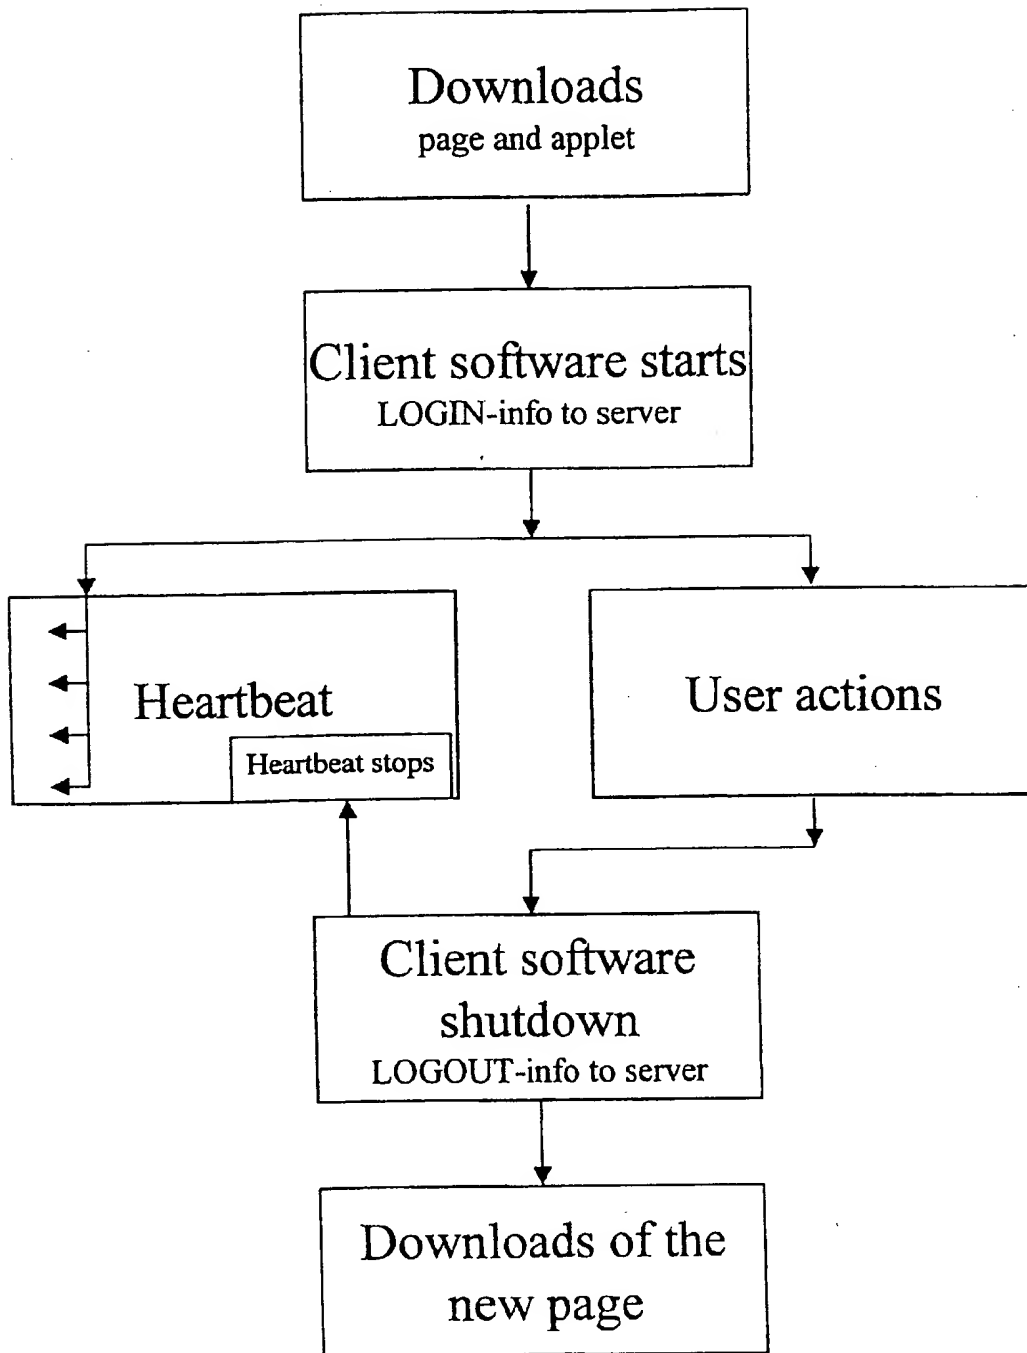 Downloads
page and applet
Client software starts
LOGIN-info to server
Heartbeat
Heartbeat stops
User actions
Client software
shutdown
LOGOUT-info to server
Downloads of the
new page